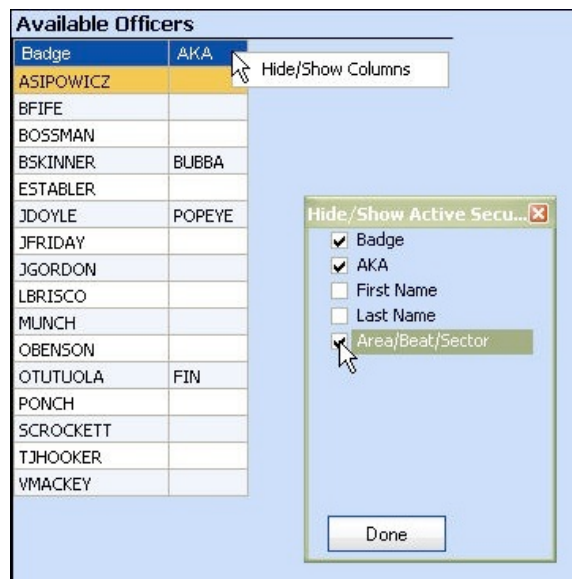 Available Officers
Badge AKA
Hide/Show Columns
ASIPOWICZ
BFIFE
BOSSMAN
BSKINNER BUBBA
ESTABLER
JDOYLE POPEYE
JFRIDAY
JGORDON
LBRISCO
MUNCH
OBENSON
OTUTUOLA FIN
PONCH
SCROCKETT
TJHOOKER
VMACKEY
Hide/Show Active Secu...
Badge
AKA
First Name
Last Name
Area/Beat/Sector
Done